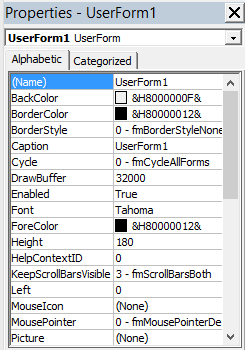 Properties - UserForm1
UserForm1 UserForm
Alphabetic Categorized
(Name) UserForm1
BackColor &H8000000F&
BorderColor &H80000012&
BorderStyle 0 - fmBorderStyleNone
Caption UserForm1
Cycle 0 - fmCycleAllForms
DrawBuffer 32000
Enabled True
Font Tahoma
ForeColor &H80000012&
Height 180
HelpContextID 0
KeepScrollBarsVisible 3 - fmScrollBarsBoth
Left 0
MouseIcon (None)
MousePointer 0 - fmMousePointerDe
Picture (None)